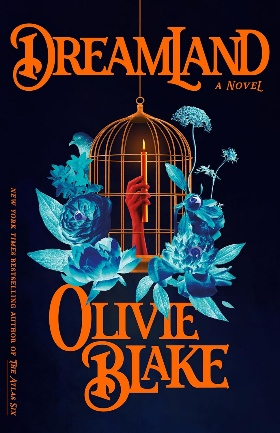 DREAMLAND
A NOVEL
NEW YORK TIMES BESTSELLING AUTHOR OF THE ATLAS SIX
OLIVIE
BLAKE